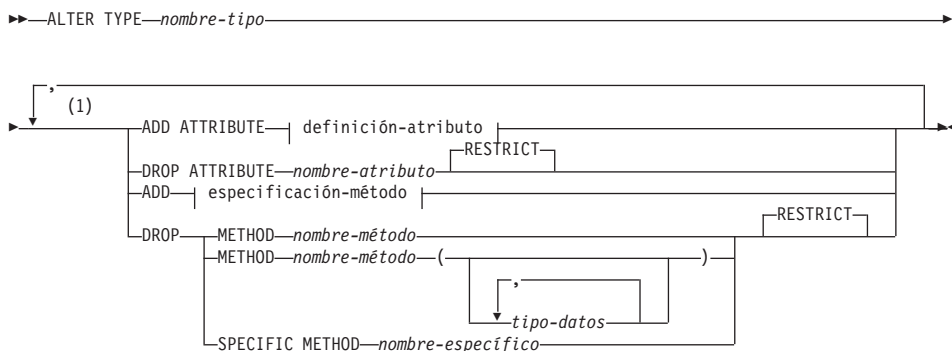 ALTER TYPE nombre-tipo
,
(1)
ADD ATTRIBUTE definición-atributo
RESTRICT
DROP ATTRIBUTE nombre-atributo
ADD especificación-método
RESTRICT
DROP METHOD nombre-método
METHOD nombre-método ( )
,
tipo-datos
SPECIFIC METHOD nombre-específico